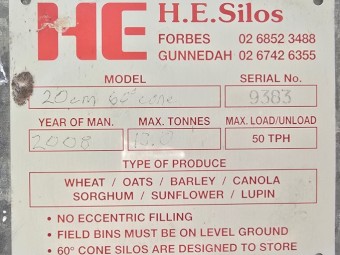 HE H.E.Silos
FORBES 02 6852 3488
GUNNEDAH 02 6742 6355
MODEL SERIAL No.
20cm 60° cone 9383
YEAR OF MAN. MAX. TONNES MAX. LOAD/UNLOAD
2008 50 TPH
TYPE OF PRODUCE
WHEAT / OATS / BARLEY / CANOLA
SORGHUM / SUNFLOWER / LUPIN
• NO ECCENTRIC FILLING
• FIELD BINS MUST BE ON LEVEL GROUND
• 60° CONE SILOS ARE DESIGNED TO STORE